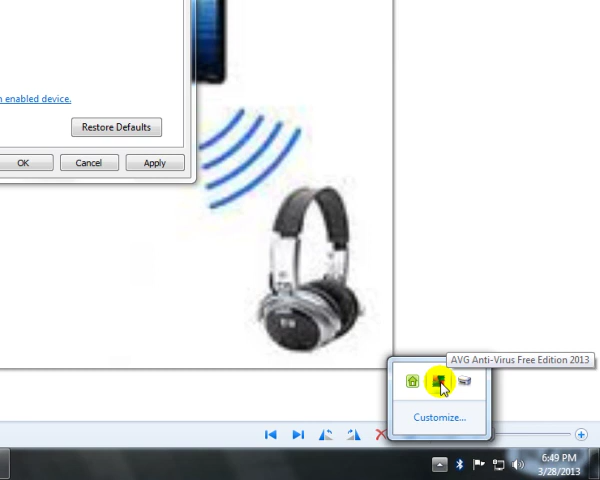 n enabled device.
Restore Defaults
OK Cancel Apply
AVG Anti-Virus Free Edition 2013
Customize...
6:49 PM
3/28/2013